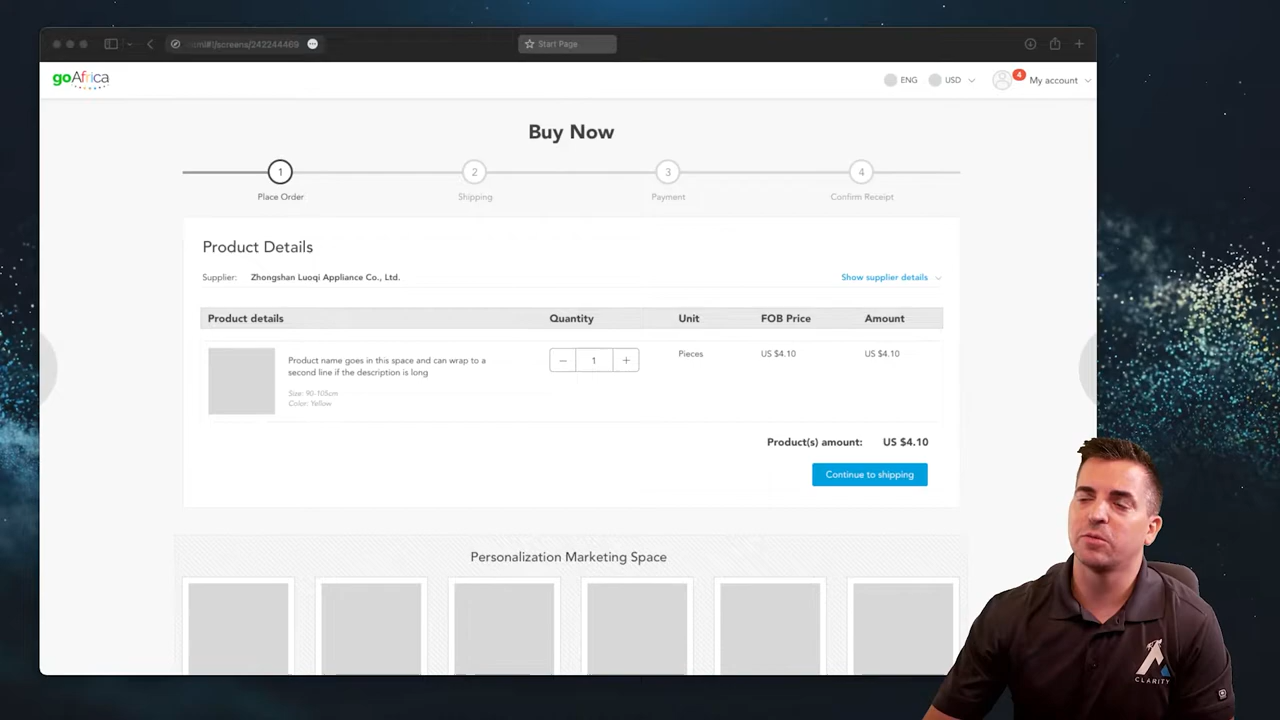 html#!/screens/242244469
Start Page
goAfrica
ENG
USD
4
My account
Buy Now
1
2
3
4
Place Order
Shipping
Payment
Confirm Receipt
Product Details
Supplier: Zhongshan Luoqi Appliance Co., Ltd.
Show supplier details
Product details Quantity Unit FOB Price Amount
Product name goes in this space and can wrap to a
second line if the description is long
Size: 90-105cm
Color: Yellow
− 1 +
Pieces
US $4.10
US $4.10
Product(s) amount: US $4.10
Continue to shipping
Personalization Marketing Space
CLARITY